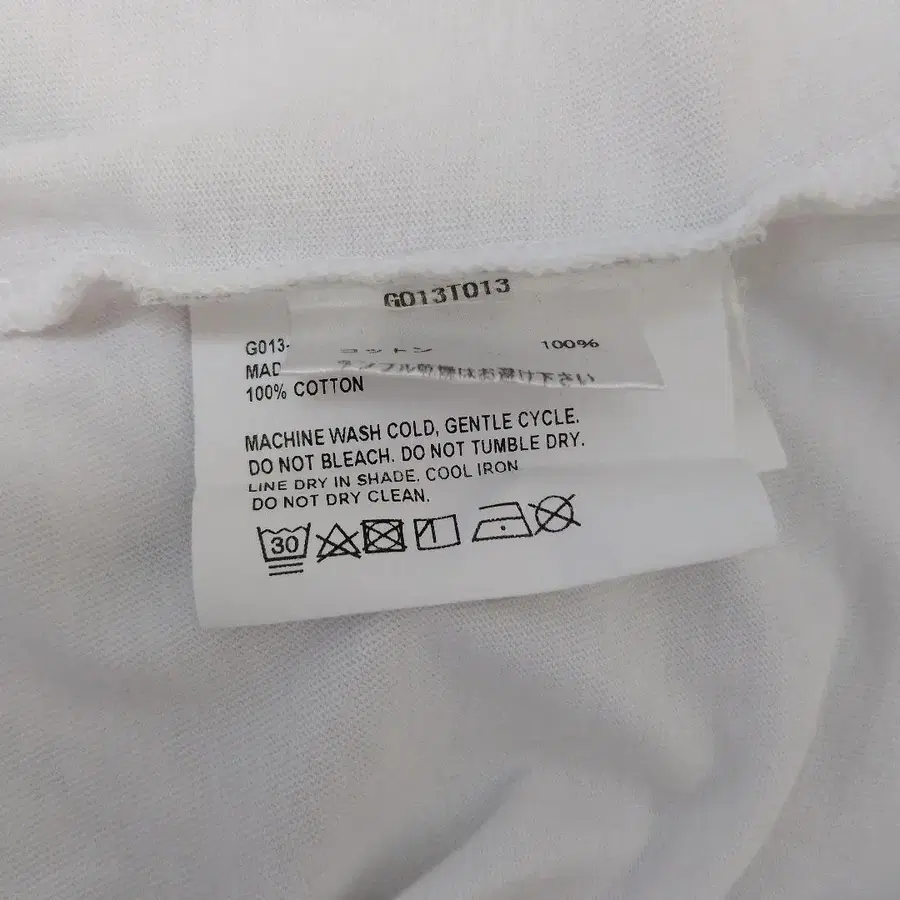 G013T013
コットン 100%
タンブル乾燥はお避け下さい
G013-
MAD
100% COTTON
MACHINE WASH COLD, GENTLE CYCLE.
DO NOT BLEACH. DO NOT TUMBLE DRY.
LINE DRY IN SHADE, COOL IRON
DO NOT DRY CLEAN.
30